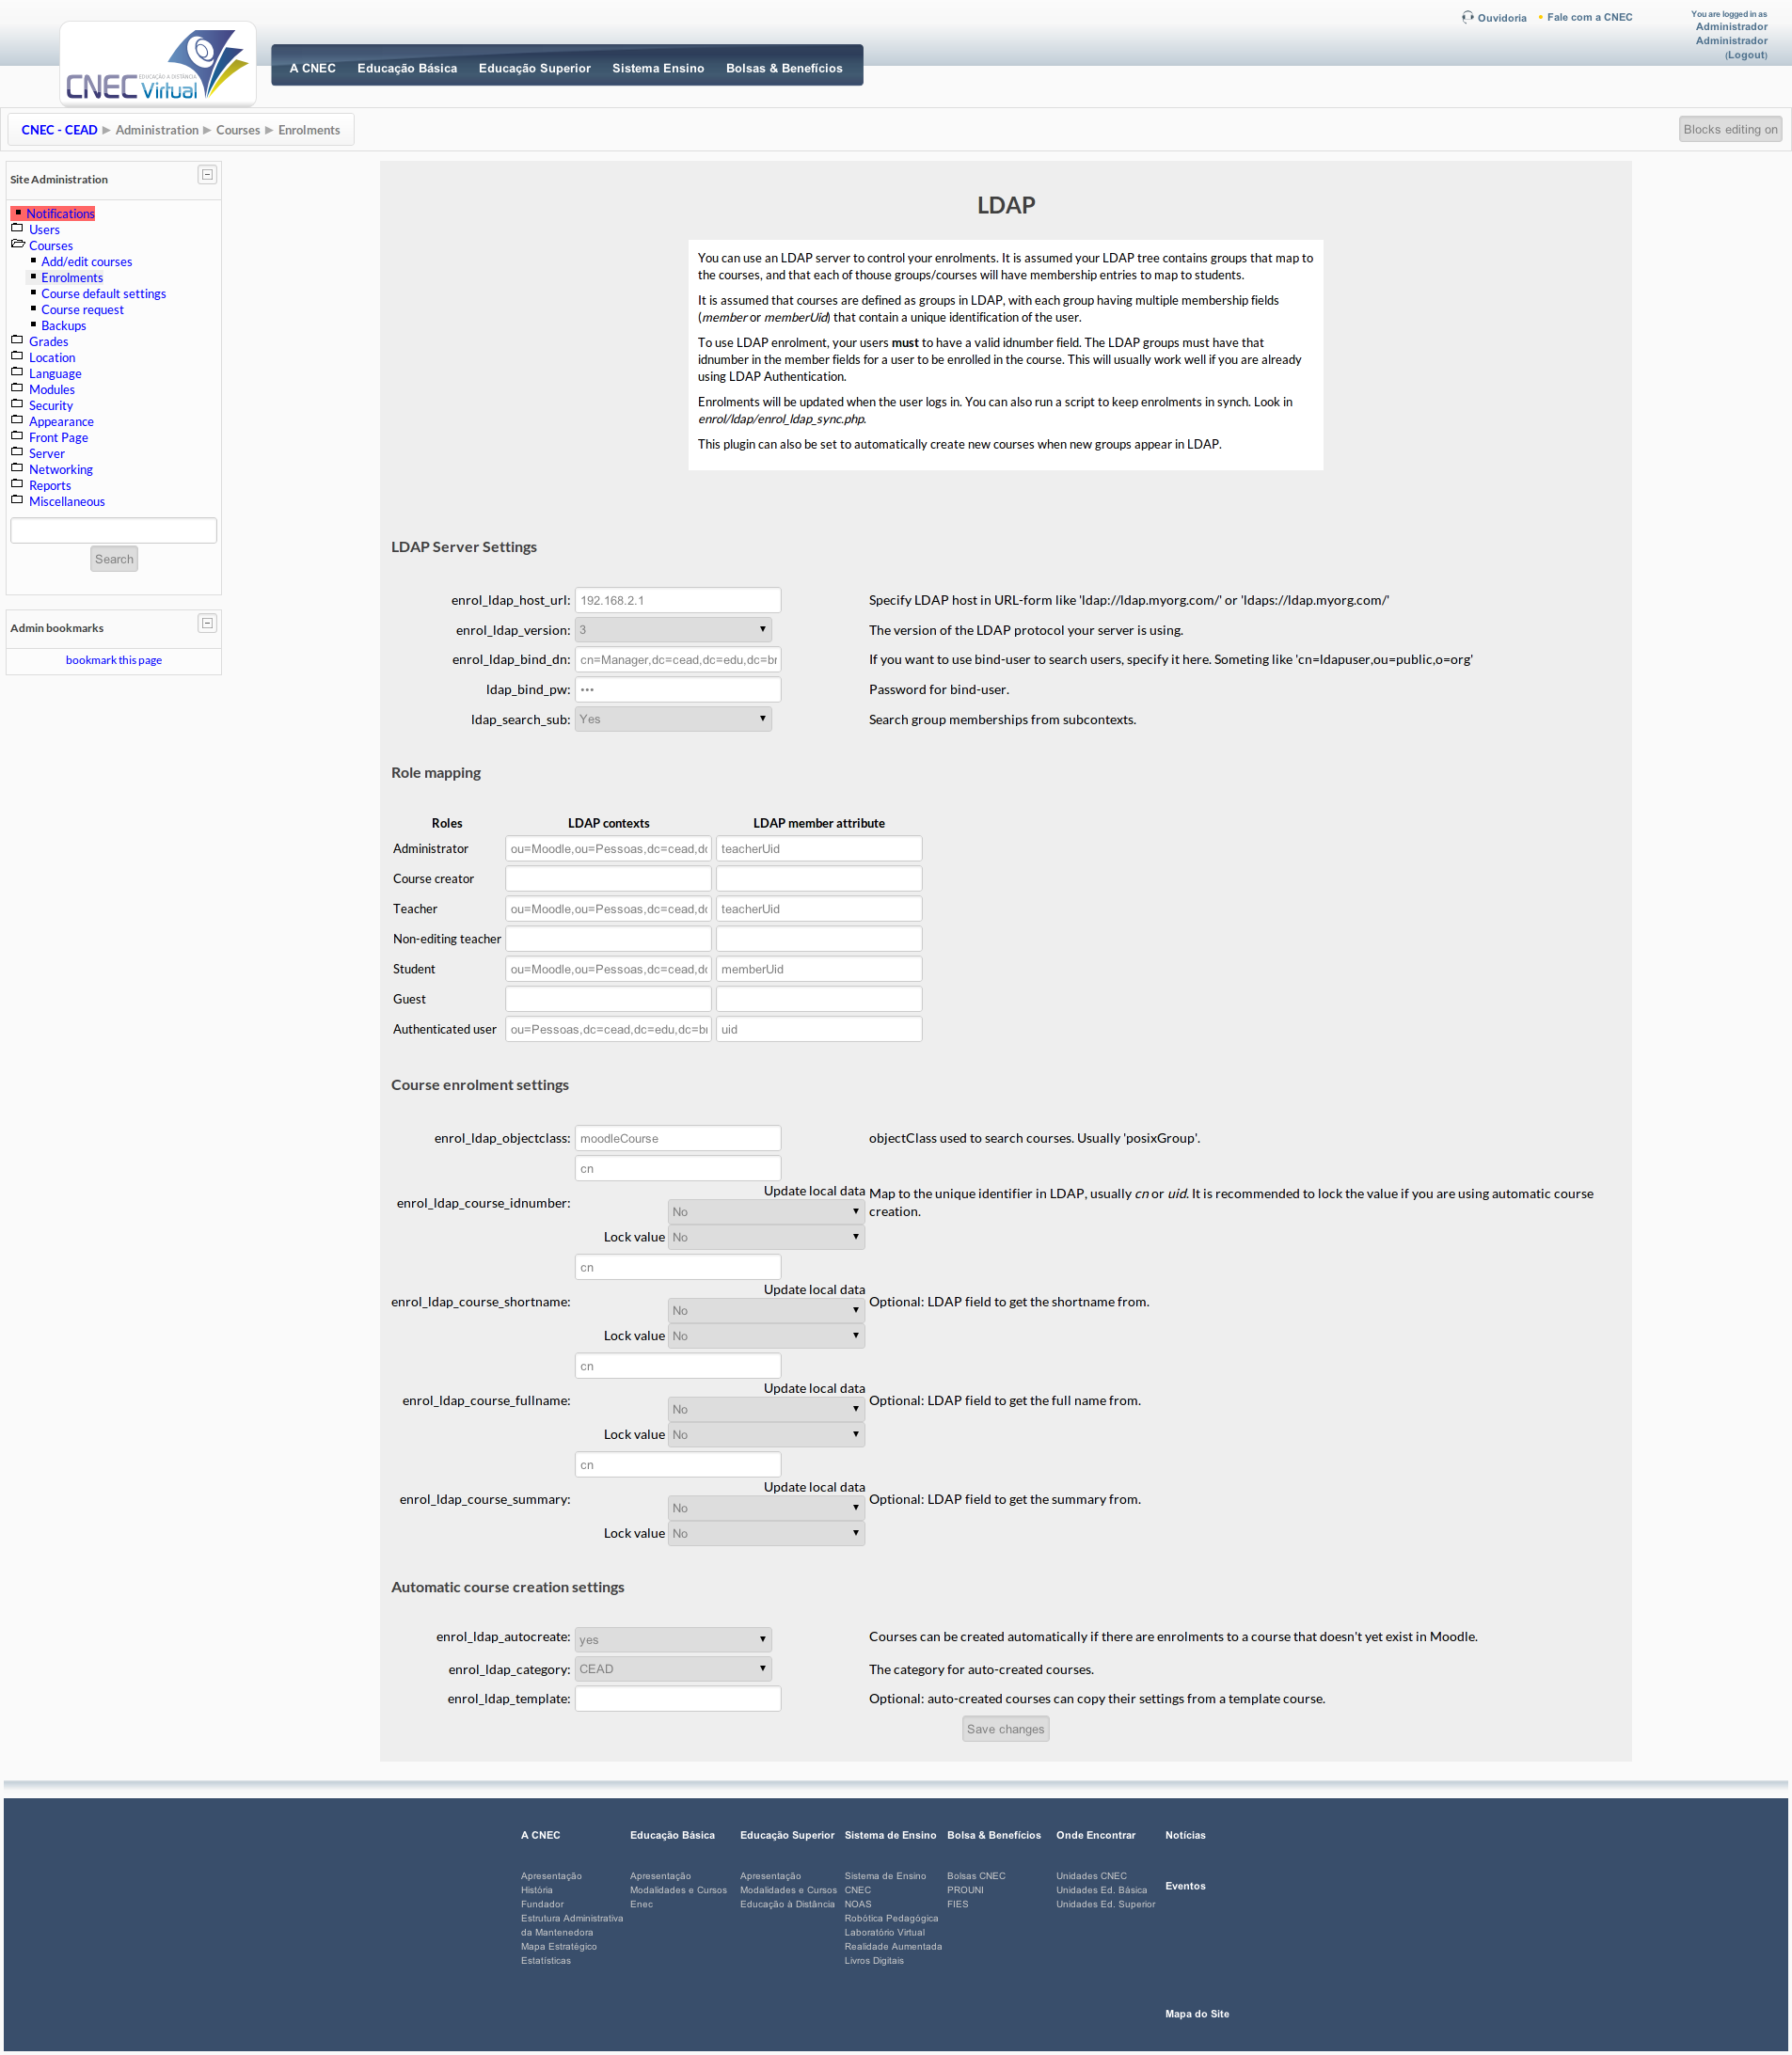 Ouvidoria
Fale com a CNEC
You are logged in as
Administrador
Administrador
(Logout)
CNEC EDUCAÇÃO A DISTÂNCIA
Virtual
A CNEC Educação Básica Educação Superior Sistema Ensino Bolsas & Benefícios
CNEC - CEAD ► Administration ► Courses ► Enrolments
Blocks editing on
Site Administration
Notifications
Users
Courses
Add/edit courses
Enrolments
Course default settings
Course request
Backups
Grades
Location
Language
Modules
Security
Appearance
Front Page
Server
Networking
Reports
Miscellaneous
Search
Admin bookmarks
bookmark this page
LDAP
You can use an LDAP server to control your enrolments. It is assumed your LDAP tree contains groups that map to
the courses, and that each of thouse groups/courses will have membership entries to map to students.
It is assumed that courses are defined as groups in LDAP, with each group having multiple membership fields
(member or memberUid) that contain a unique identification of the user.
To use LDAP enrolment, your users must to have a valid idnumber field. The LDAP groups must have that
idnumber in the member fields for a user to be enrolled in the course. This will usually work well if you are already
using LDAP Authentication.
Enrolments will be updated when the user logs in. You can also run a script to keep enrolments in synch. Look in
enrol/ldap/enrol_ldap_sync.php.
This plugin can also be set to automatically create new courses when new groups appear in LDAP.
LDAP Server Settings
enrol_ldap_host_url: 192.168.2.1 Specify LDAP host in URL-form like 'ldap://ldap.myorg.com/' or 'ldaps://ldap.myorg.com/'
enrol_ldap_version: 3 The version of the LDAP protocol your server is using.
enrol_ldap_bind_dn: cn=Manager,dc=cead,dc=edu,dc=br If you want to use bind-user to search users, specify it here. Someting like 'cn=ldapuser,ou=public,o=org'
ldap_bind_pw: ••• Password for bind-user.
ldap_search_sub: Yes Search group memberships from subcontexts.
Role mapping
Roles LDAP contexts LDAP member attribute
Administrator ou=Moodle,ou=Pessoas,dc=cead,dc teacherUid
Course creator
Teacher ou=Moodle,ou=Pessoas,dc=cead,dc teacherUid
Non-editing teacher
Student ou=Moodle,ou=Pessoas,dc=cead,dc memberUid
Guest
Authenticated user ou=Pessoas,dc=cead,dc=edu,dc=br uid
Course enrolment settings
enrol_ldap_objectclass: moodleCourse objectClass used to search courses. Usually 'posixGroup'.
cn
Update local data
enrol_ldap_course_idnumber: No Map to the unique identifier in LDAP, usually cn or uid. It is recommended to lock the value if you are using automatic course
creation.
Lock value No
cn
Update local data
enrol_ldap_course_shortname: No Optional: LDAP field to get the shortname from.
Lock value No
cn
Update local data
enrol_ldap_course_fullname: No Optional: LDAP field to get the full name from.
Lock value No
cn
Update local data
enrol_ldap_course_summary: No Optional: LDAP field to get the summary from.
Lock value No
Automatic course creation settings
enrol_ldap_autocreate: yes Courses can be created automatically if there are enrolments to a course that doesn't yet exist in Moodle.
enrol_ldap_category: CEAD The category for auto-created courses.
enrol_ldap_template: Optional: auto-created courses can copy their settings from a template course.
Save changes
A CNEC
Apresentação
História
Fundador
Estrutura Administrativa
da Mantenedora
Mapa Estratégico
Estatísticas
Educação Básica
Apresentação
Modalidades e Cursos
Enec
Educação Superior
Apresentação
Modalidades e Cursos
Educação à Distância
Sistema de Ensino
Sistema de Ensino
CNEC
NOAS
Robótica Pedagógica
Laboratório Virtual
Realidade Aumentada
Livros Digitais
Bolsa & Benefícios
Bolsas CNEC
PROUNI
FIES
Onde Encontrar
Unidades CNEC
Unidades Ed. Básica
Unidades Ed. Superior
Notícias
Eventos
Mapa do Site